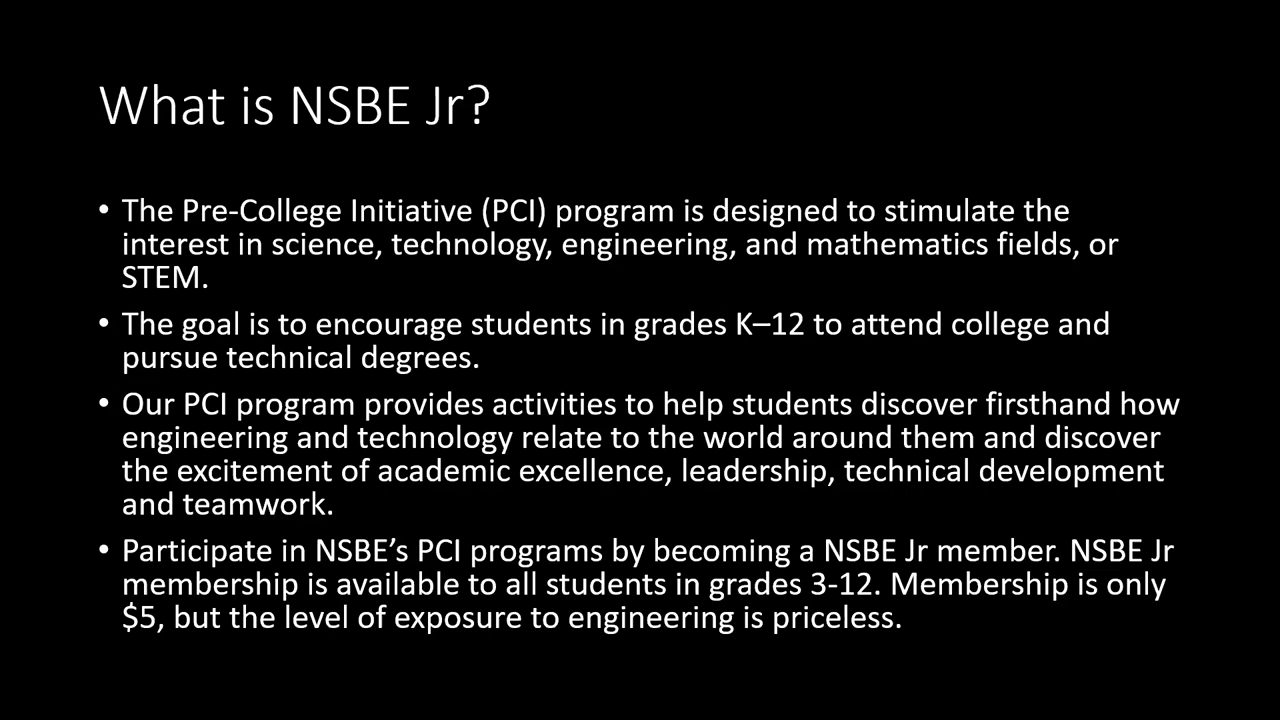 What is NSBE Jr?
• The Pre-College Initiative (PCI) program is designed to stimulate the
interest in science, technology, engineering, and mathematics fields, or
STEM.
• The goal is to encourage students in grades K–12 to attend college and
pursue technical degrees.
• Our PCI program provides activities to help students discover firsthand how
engineering and technology relate to the world around them and discover
the excitement of academic excellence, leadership, technical development
and teamwork.
• Participate in NSBE’s PCI programs by becoming a NSBE Jr member. NSBE Jr
membership is available to all students in grades 3-12. Membership is only
$5, but the level of exposure to engineering is priceless.